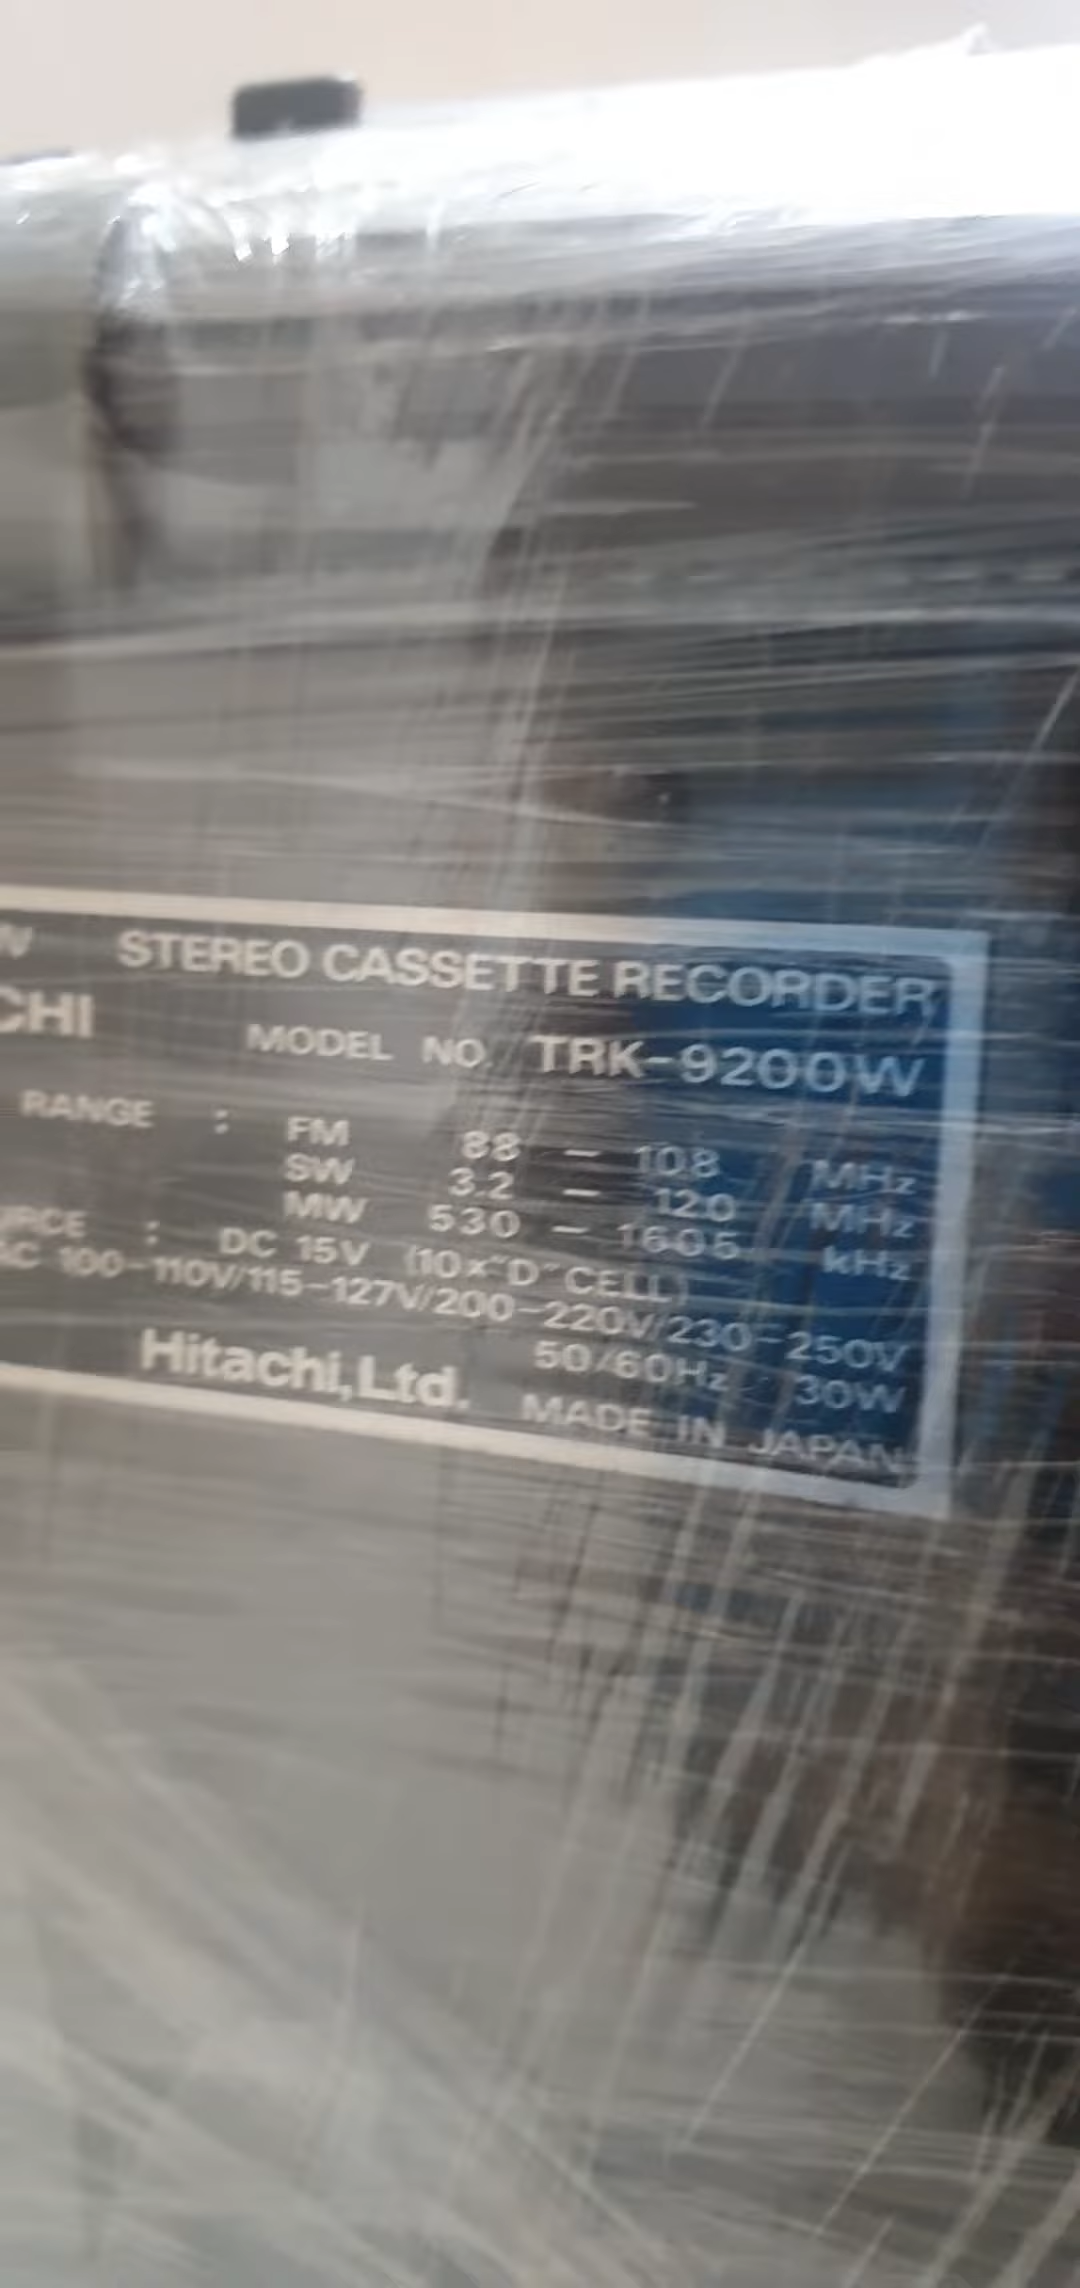 STEREO CASSETTE RECORDER
CHI MODEL NO. TRK-9200W
RANGE : FM 88 - 108 MHz
SW 3.2 - 12.0 MHz
MW 530 - 1605 kHz
URCE : DC 15V (10×"D" CELL)
AC 100-110V/115-127V/200-220V/230-250V
50/60Hz 30W
Hitachi,Ltd. MADE IN JAPAN